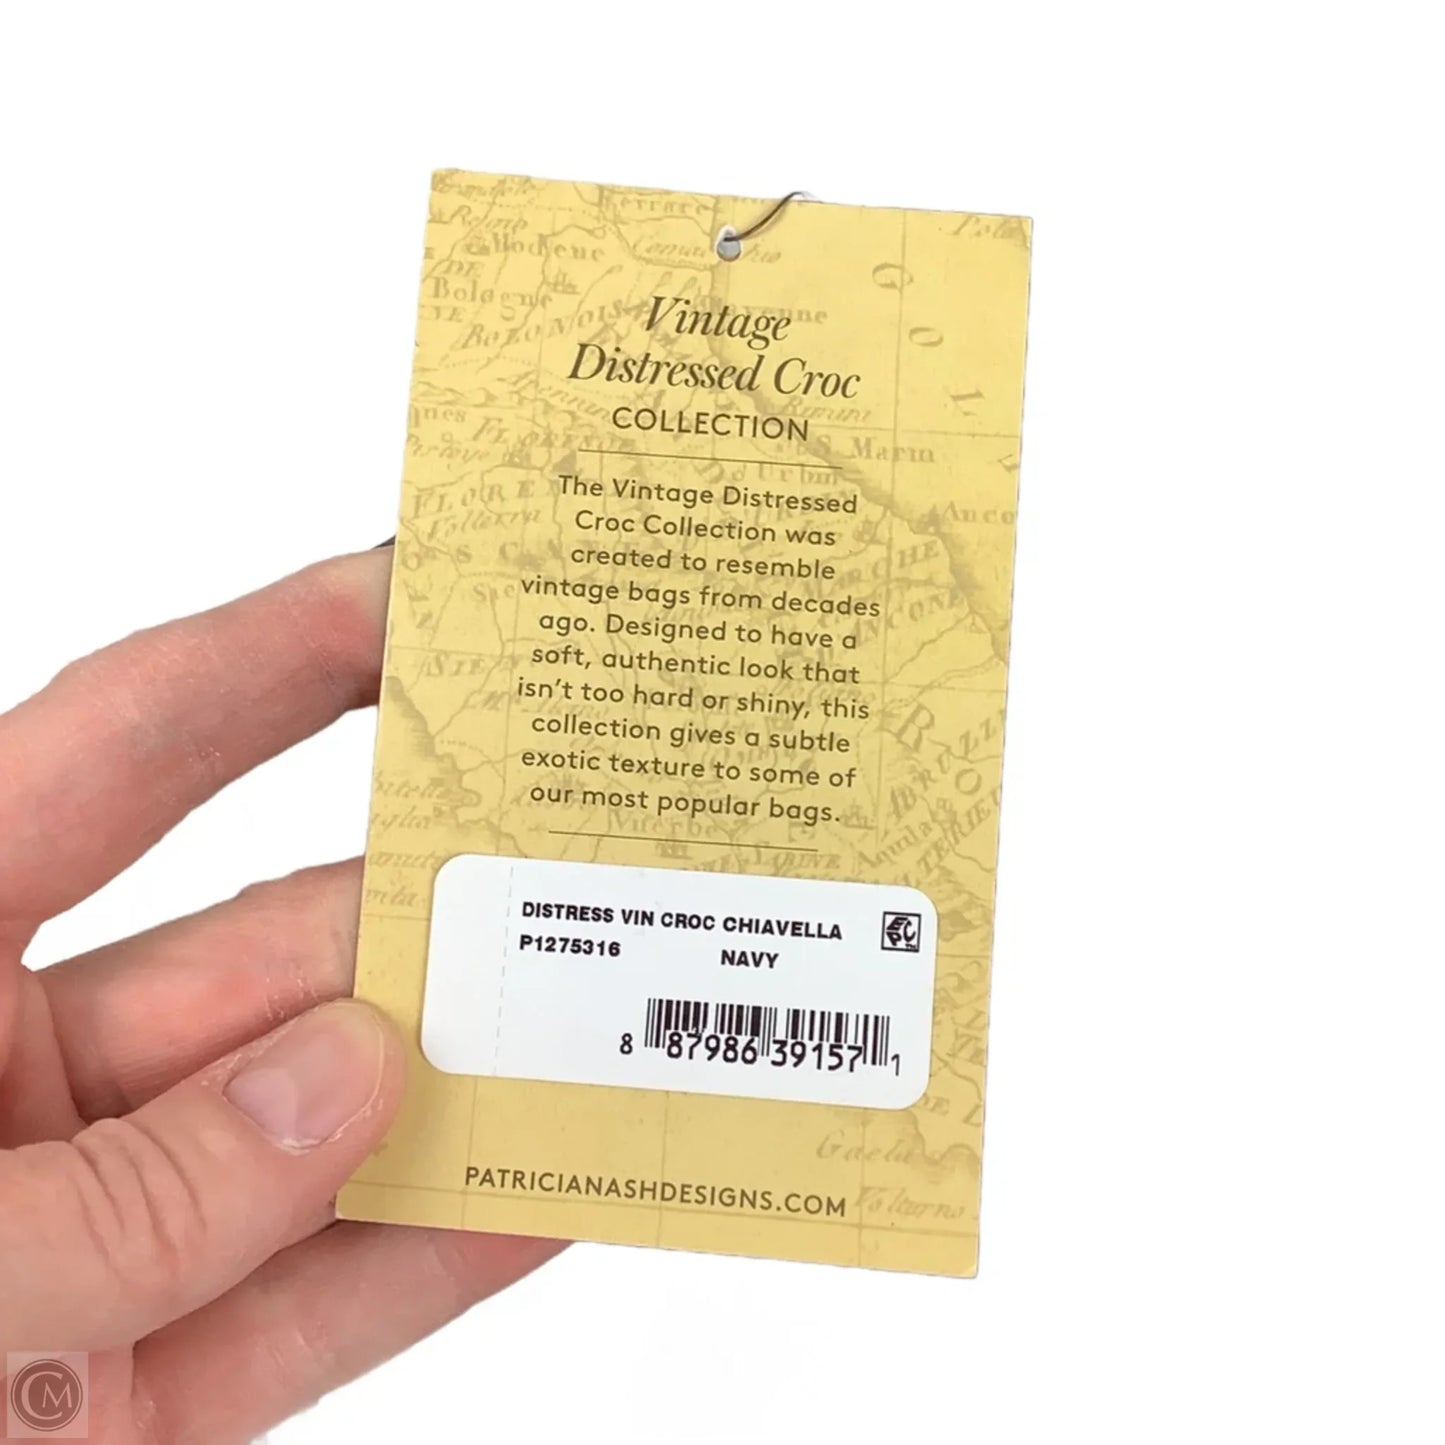 Vintage
Distressed Croc
COLLECTION
The Vintage Distressed
Croc Collection was
created to resemble
vintage bags from decades
ago. Designed to have a
soft, authentic look that
isn't too hard or shiny, this
collection gives a subtle
exotic texture to some of
our most popular bags.
DISTRESS VIN CROC CHIAVELLA
P1275316 NAVY
EPC
8 87986 39157 1
PATRICIANASHDESIGNS.COM
CM